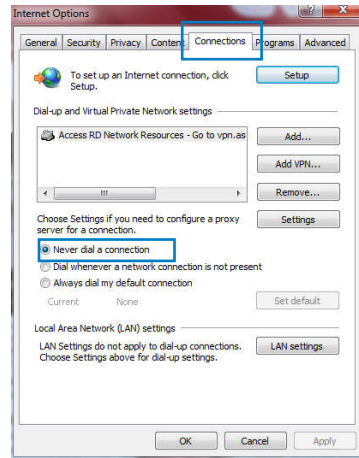 Internet Options
General Security Privacy Content Connections Programs Advanced
To set up an Internet connection, click
Setup.
Setup
Dial-up and Virtual Private Network settings
Access RD Network Resources - Go to vpn.as
Add...
Add VPN...
Remove...
Choose Settings if you need to configure a proxy
server for a connection.
Settings
Never dial a connection
Dial whenever a network connection is not present
Always dial my default connection
Current None
Set default
Local Area Network (LAN) settings
LAN Settings do not apply to dial-up connections.
Choose Settings above for dial-up settings.
LAN settings
OK Cancel Apply